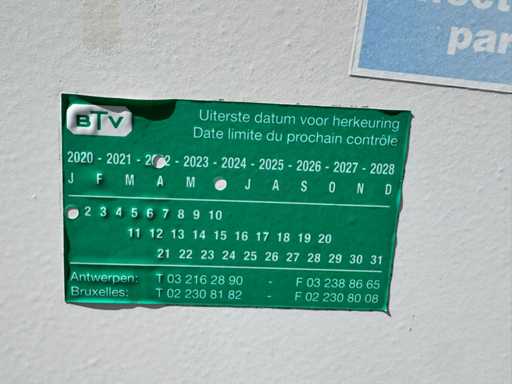 BTV
Uiterste datum voor herkeuring
Date limite du prochain contrôle
2020 - 2021 - 2022 - 2023 - 2024 - 2025 - 2026 - 2027 - 2028
J F M A M J A S O N D
2 3 4 5 6 7 8 9 10
11 12 13 14 15 16 17 18 19 20
21 22 23 24 25 26 27 28 29 30 31
Antwerpen: T 03 216 28 90 - F 03 238 86 65
Bruxelles: T 02 230 81 82 - F 02 230 80 08
par